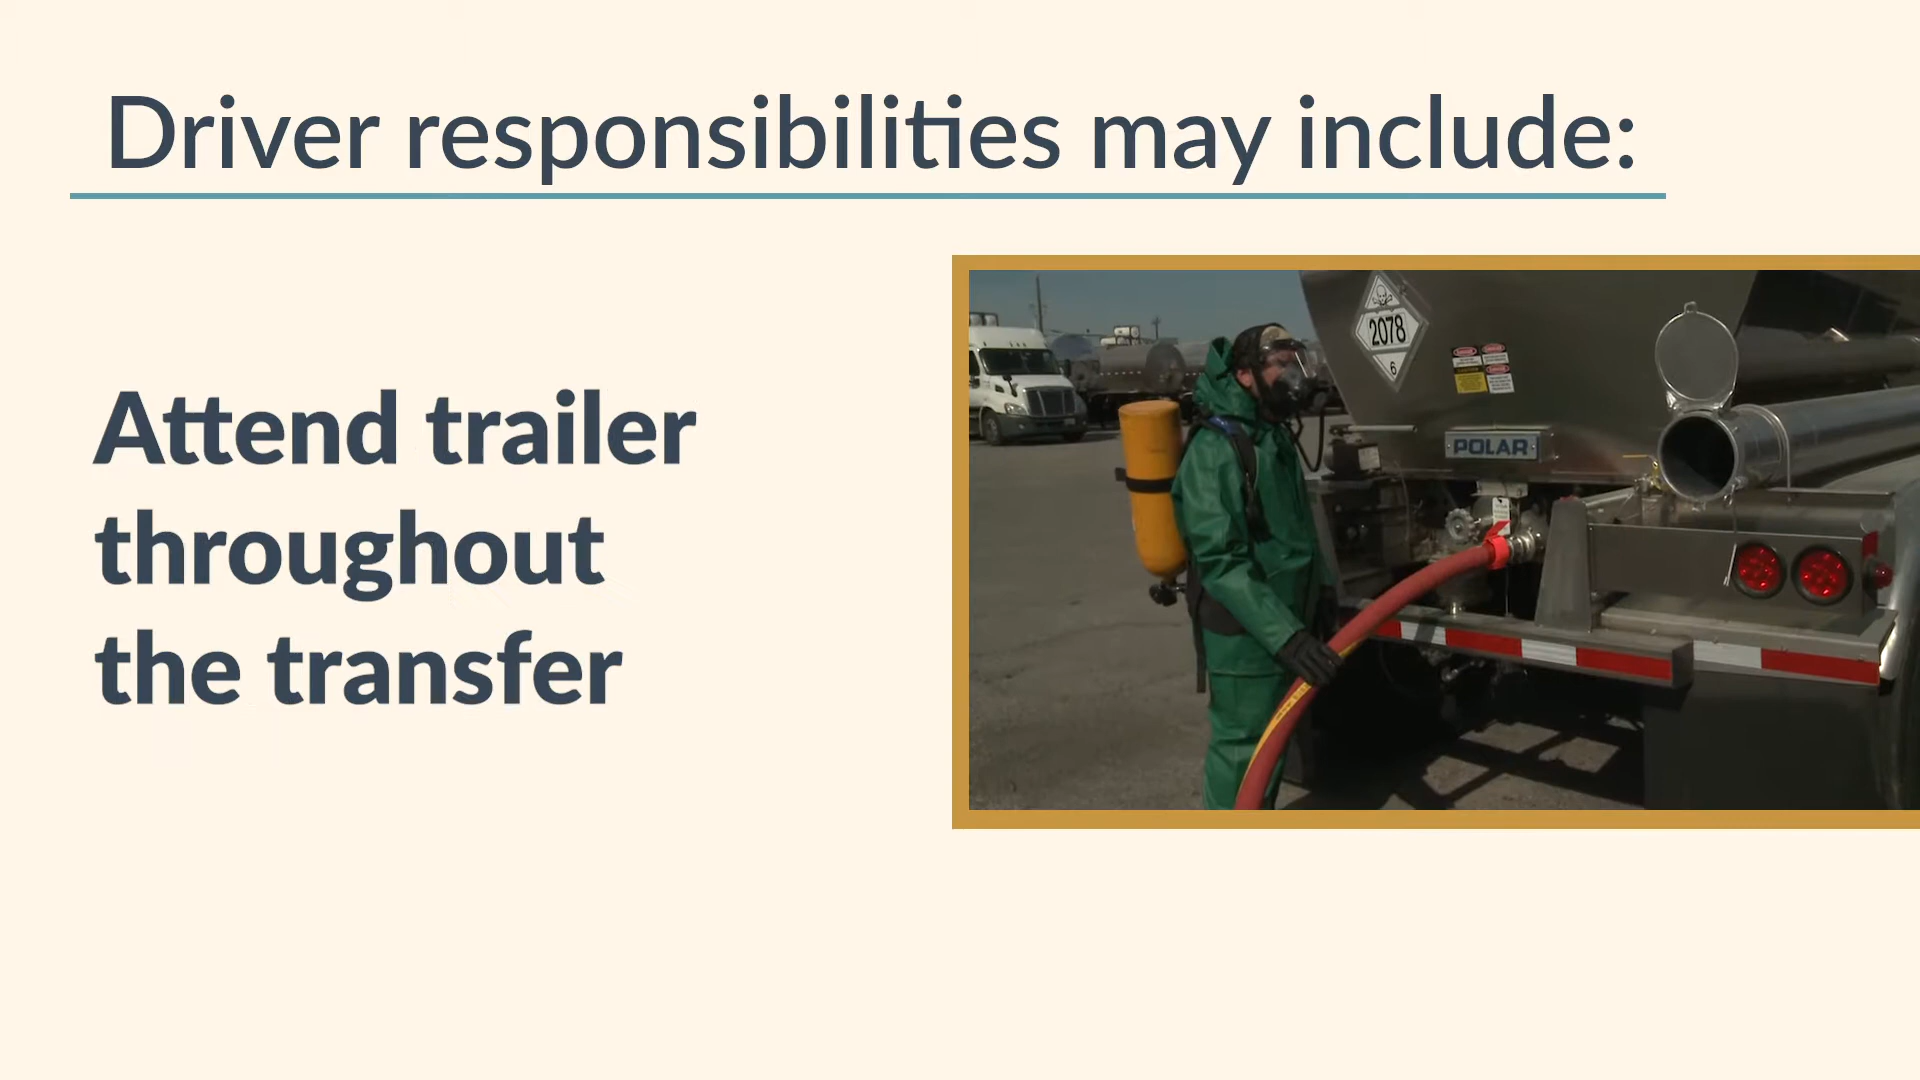 Driver responsibilities may include:
Attend trailer
throughout
the transfer
2078
6
POLAR